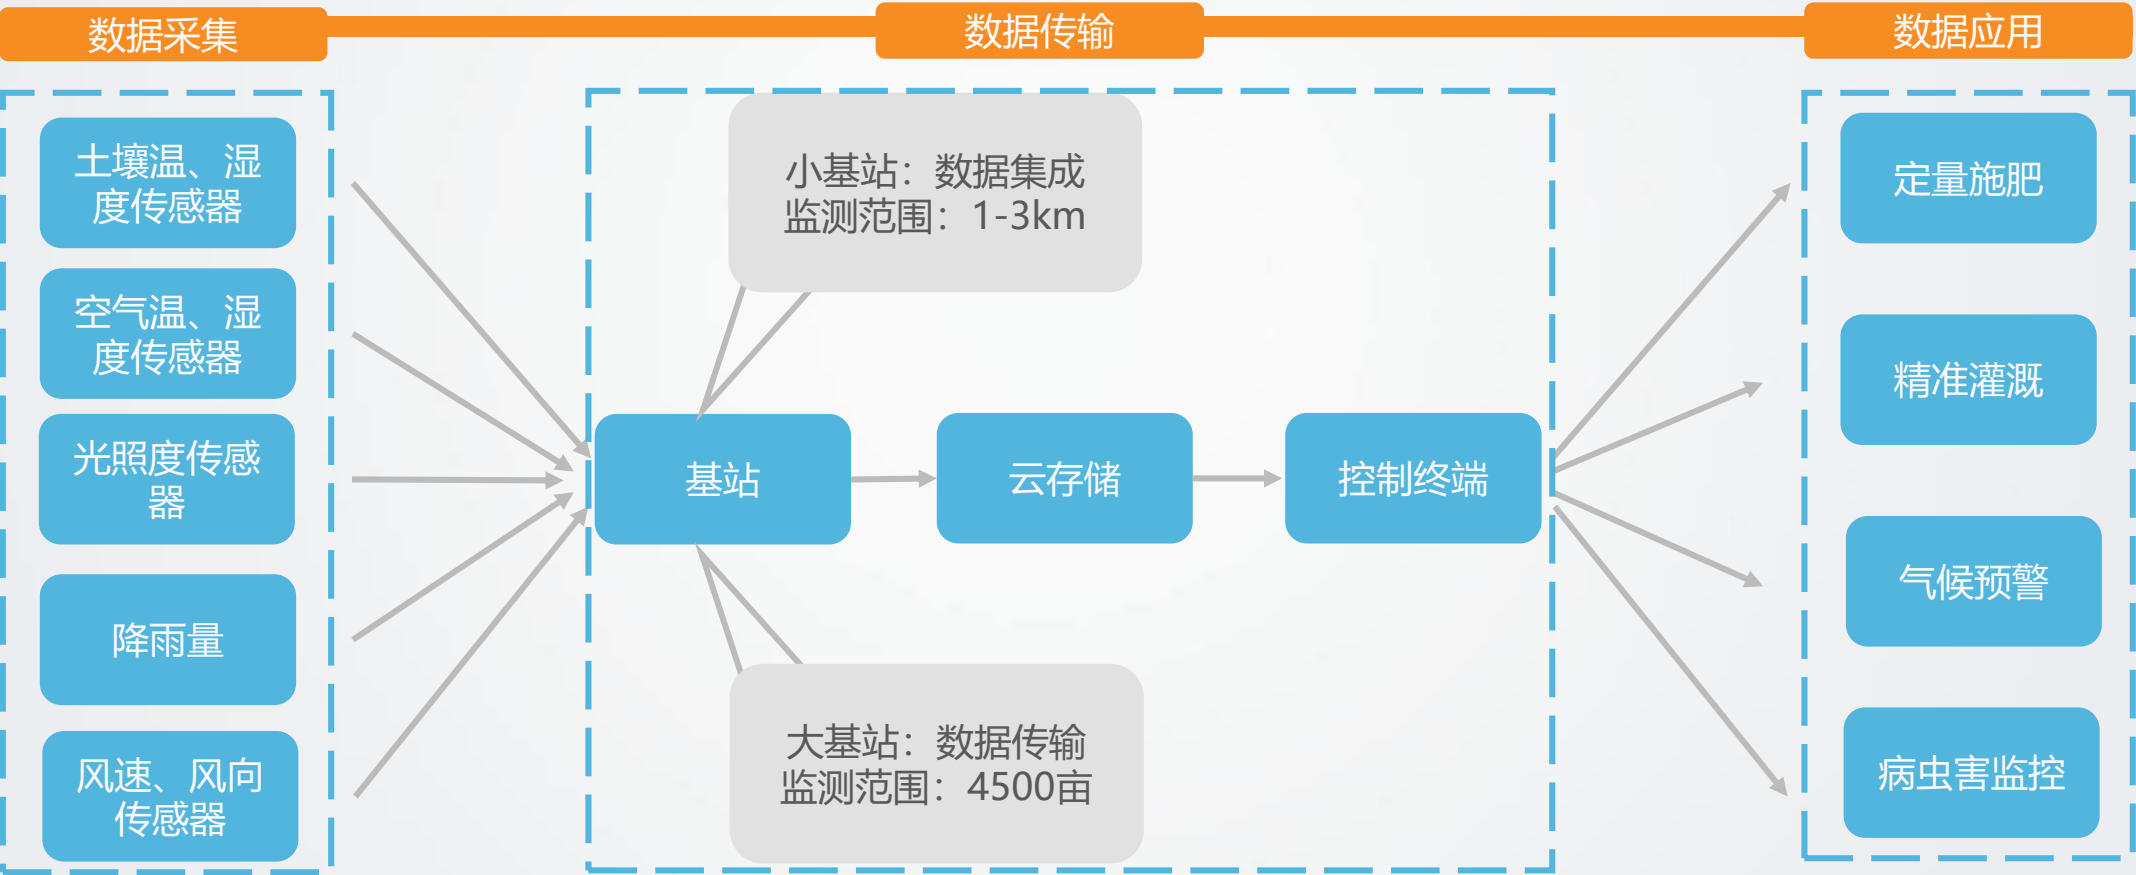 数据采集
数据传输
数据应用
土壤温、湿
度传感器
空气温、湿
度传感器
光照度传感
器
降雨量
风速、风向
传感器
小基站：数据集成
监测范围：1-3km
基站
云存储
控制终端
大基站：数据传输
监测范围：4500亩
定量施肥
精准灌溉
气候预警
病虫害监控